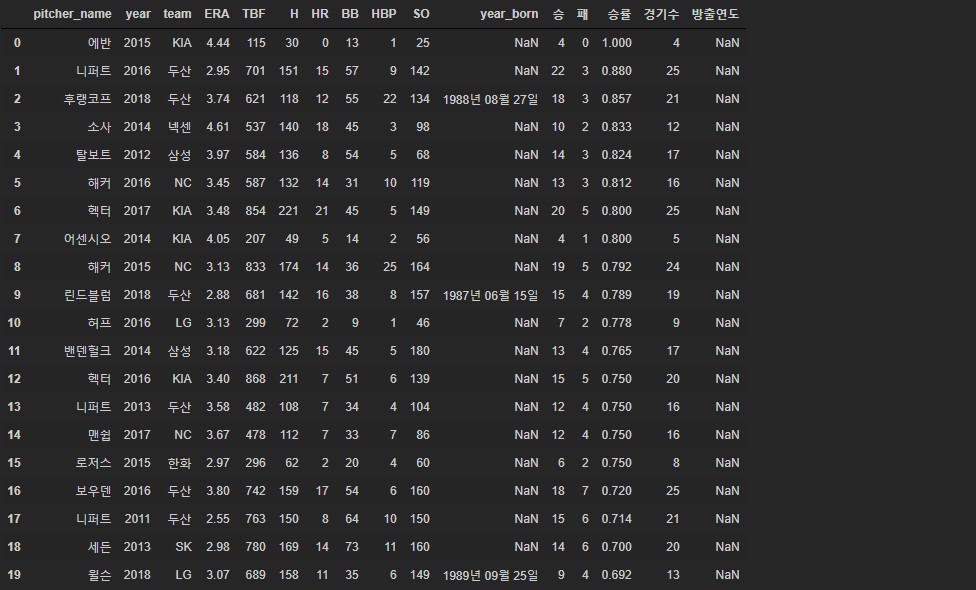 pitcher_name year team ERA TBF H HR BB HBP SO year_born 승 패 승률 경기수 방출연도
0 에반 2015 KIA 4.44 115 30 0 13 1 25 NaN 4 0 1.000 4 NaN
1 니퍼트 2016 두산 2.95 701 151 15 57 9 142 NaN 22 3 0.880 25 NaN
2 후랭코프 2018 두산 3.74 621 118 12 55 22 134 1988년 08월 27일 18 3 0.857 21 NaN
3 소사 2014 넥센 4.61 537 140 18 45 3 98 NaN 10 2 0.833 12 NaN
4 탈보트 2012 삼성 3.97 584 136 8 54 5 68 NaN 14 3 0.824 17 NaN
5 해커 2016 NC 3.45 587 132 14 31 10 119 NaN 13 3 0.812 16 NaN
6 헥터 2017 KIA 3.48 854 221 21 45 5 149 NaN 20 5 0.800 25 NaN
7 어센시오 2014 KIA 4.05 207 49 5 14 2 56 NaN 4 1 0.800 5 NaN
8 해커 2015 NC 3.13 833 174 14 36 25 164 NaN 19 5 0.792 24 NaN
9 린드블럼 2018 두산 2.88 681 142 16 38 8 157 1987년 06월 15일 15 4 0.789 19 NaN
10 허프 2016 LG 3.13 299 72 2 9 1 46 NaN 7 2 0.778 9 NaN
11 밴덴헐크 2014 삼성 3.18 622 125 15 45 5 180 NaN 13 4 0.765 17 NaN
12 헥터 2016 KIA 3.40 868 211 7 51 6 139 NaN 15 5 0.750 20 NaN
13 니퍼트 2013 두산 3.58 482 108 7 34 4 104 NaN 12 4 0.750 16 NaN
14 맨쉽 2017 NC 3.67 478 112 7 33 7 86 NaN 12 4 0.750 16 NaN
15 로저스 2015 한화 2.97 296 62 2 20 4 60 NaN 6 2 0.750 8 NaN
16 보우덴 2016 두산 3.80 742 159 17 54 6 160 NaN 18 7 0.720 25 NaN
17 니퍼트 2011 두산 2.55 763 150 8 64 10 150 NaN 15 6 0.714 21 NaN
18 세든 2013 SK 2.98 780 169 14 73 11 160 NaN 14 6 0.700 20 NaN
19 윌슨 2018 LG 3.07 689 158 11 35 6 149 1989년 09월 25일 9 4 0.692 13 NaN